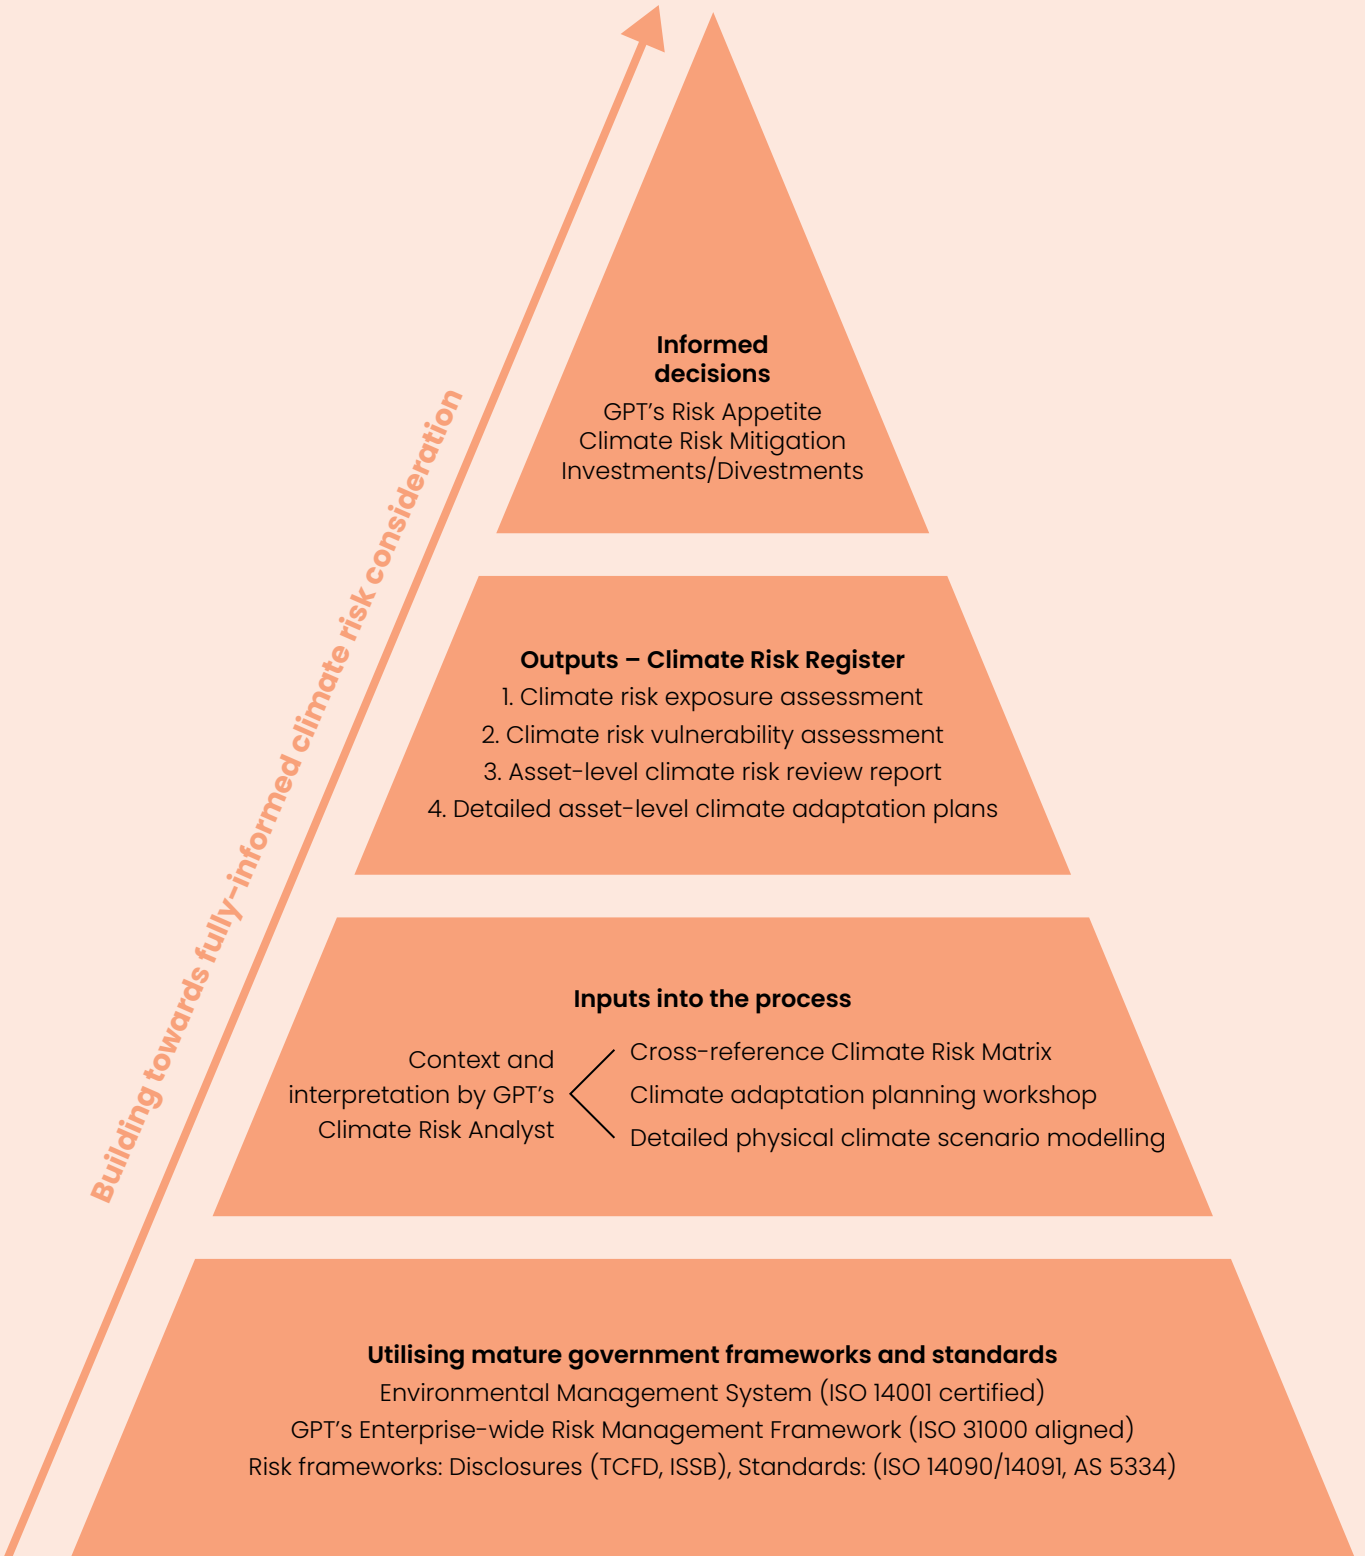 Building towards fully-informed climate risk consideration
Informed
decisions
GPT's Risk Appetite
Climate Risk Mitigation
Investments/Divestments
Outputs – Climate Risk Register
1. Climate risk exposure assessment
2. Climate risk vulnerability assessment
3. Asset-level climate risk review report
4. Detailed asset-level climate adaptation plans
Inputs into the process
Context and
interpretation by GPT's
Climate Risk Analyst
Cross-reference Climate Risk Matrix
Climate adaptation planning workshop
Detailed physical climate scenario modelling
Utilising mature government frameworks and standards
Environmental Management System (ISO 14001 certified)
GPT's Enterprise-wide Risk Management Framework (ISO 31000 aligned)
Risk frameworks: Disclosures (TCFD, ISSB), Standards: (ISO 14090/14091, AS 5334)